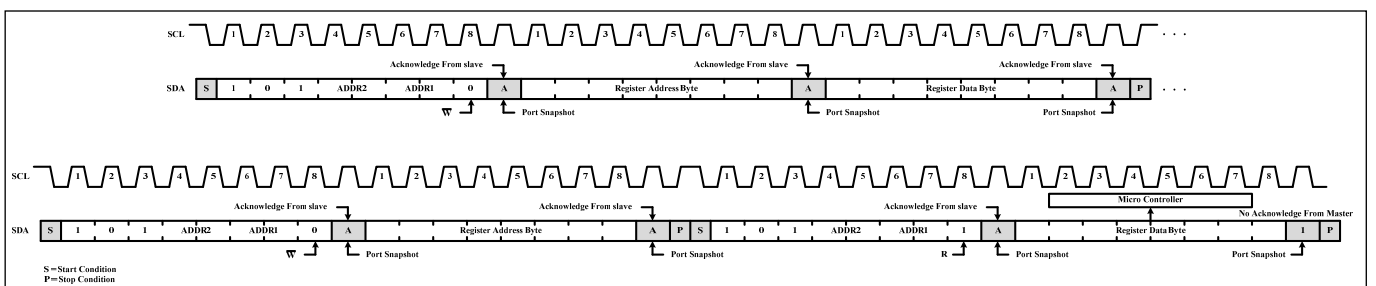 SCL 1 2 3 4 5 6 7 8 1 2 3 4 5 6 7 8 1 2 3 4 5 6 7 8 . . .
Acknowledge From slave Acknowledge From slave Acknowledge From slave
SDA S 1 0 1 ADDR2 ADDR1 0 A Register Address Byte A Register Data Byte A P . . .
W̅ Port Snapshot Port Snapshot Port Snapshot
SCL 1 2 3 4 5 6 7 8 1 2 3 4 5 6 7 8 1 2 3 4 5 6 7 8 1 2 3 4 5 6 7 8
Micro Controller
Acknowledge From slave Acknowledge From slave Acknowledge From slave No Acknowledge From Master
SDA S 1 0 1 ADDR2 ADDR1 0 A Register Address Byte A P S 1 0 1 ADDR2 ADDR1 1 A Register Data Byte 1 P
W̅ Port Snapshot Port Snapshot R Port Snapshot Port Snapshot
S=Start Condition
P=Stop Condition